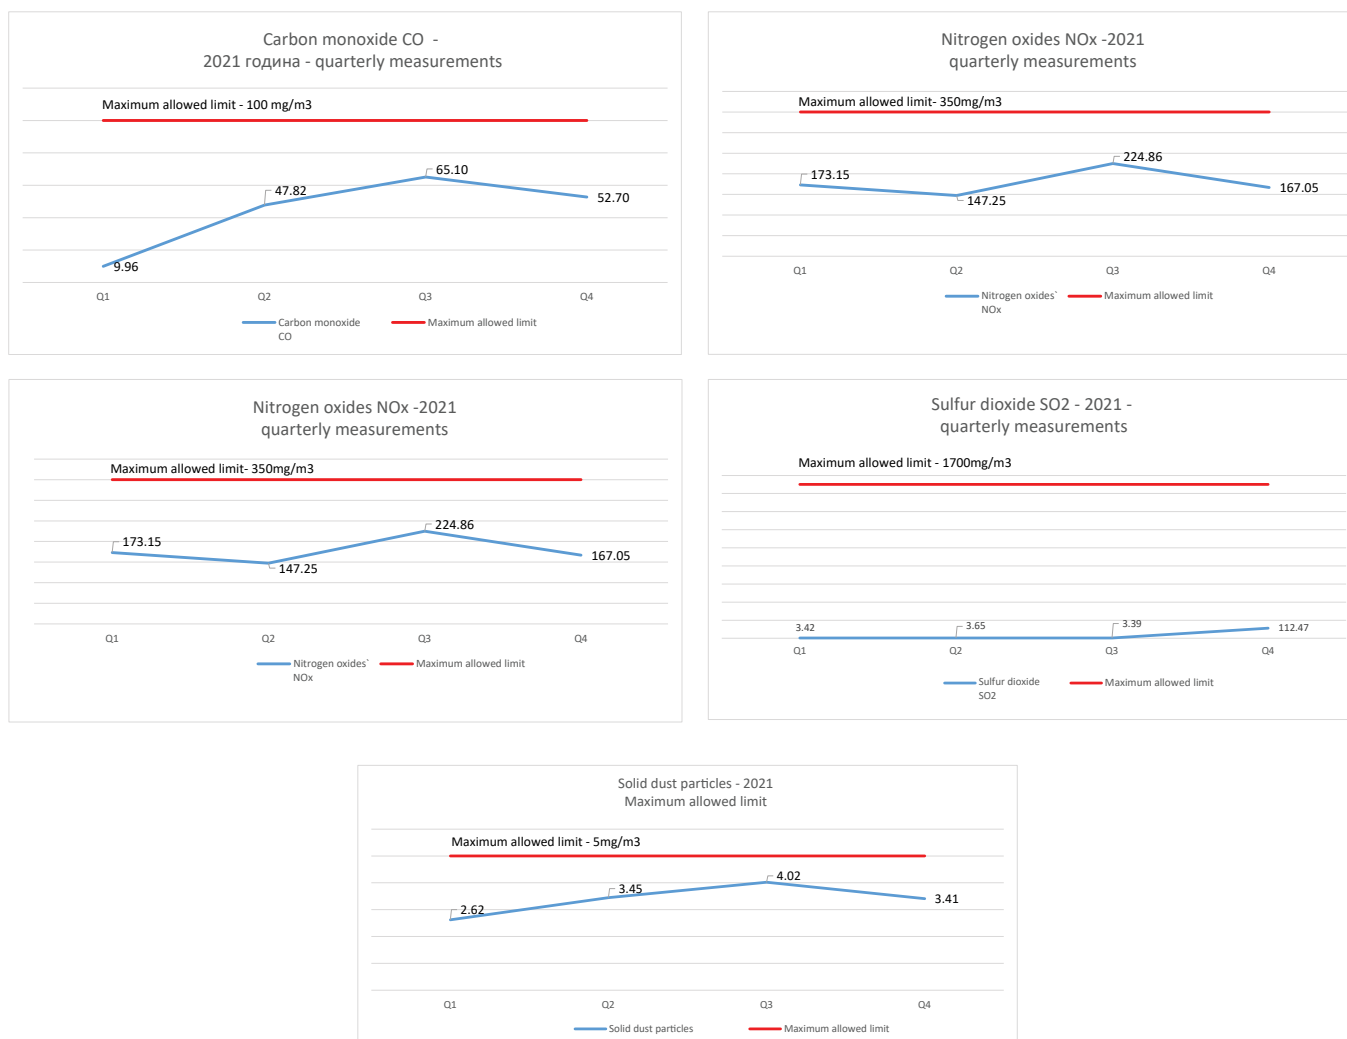 Carbon monoxide CO -
2021 година - quarterly measurements
Maximum allowed limit - 100 mg/m3
65.10
47.82
52.70
9.96
Q1 Q2 Q3 Q4
Carbon monoxide CO
Maximum allowed limit
Nitrogen oxides NOx -2021
quarterly measurements
Maximum allowed limit- 350mg/m3
224.86
173.15
147.25
167.05
Q1 Q2 Q3 Q4
Nitrogen oxides` NOx
Maximum allowed limit
Nitrogen oxides NOx -2021
quarterly measurements
Maximum allowed limit- 350mg/m3
224.86
173.15
147.25
167.05
Q1 Q2 Q3 Q4
Nitrogen oxides` NOx
Maximum allowed limit
Sulfur dioxide SO2 - 2021 -
quarterly measurements
Maximum allowed limit - 1700mg/m3
3.42 3.65 3.39 112.47
Q1 Q2 Q3 Q4
Sulfur dioxide SO2
Maximum allowed limit
Solid dust particles - 2021
Maximum allowed limit
Maximum allowed limit - 5mg/m3
4.02
3.45
2.62
3.41
Q1 Q2 Q3 Q4
Solid dust particles
Maximum allowed limit